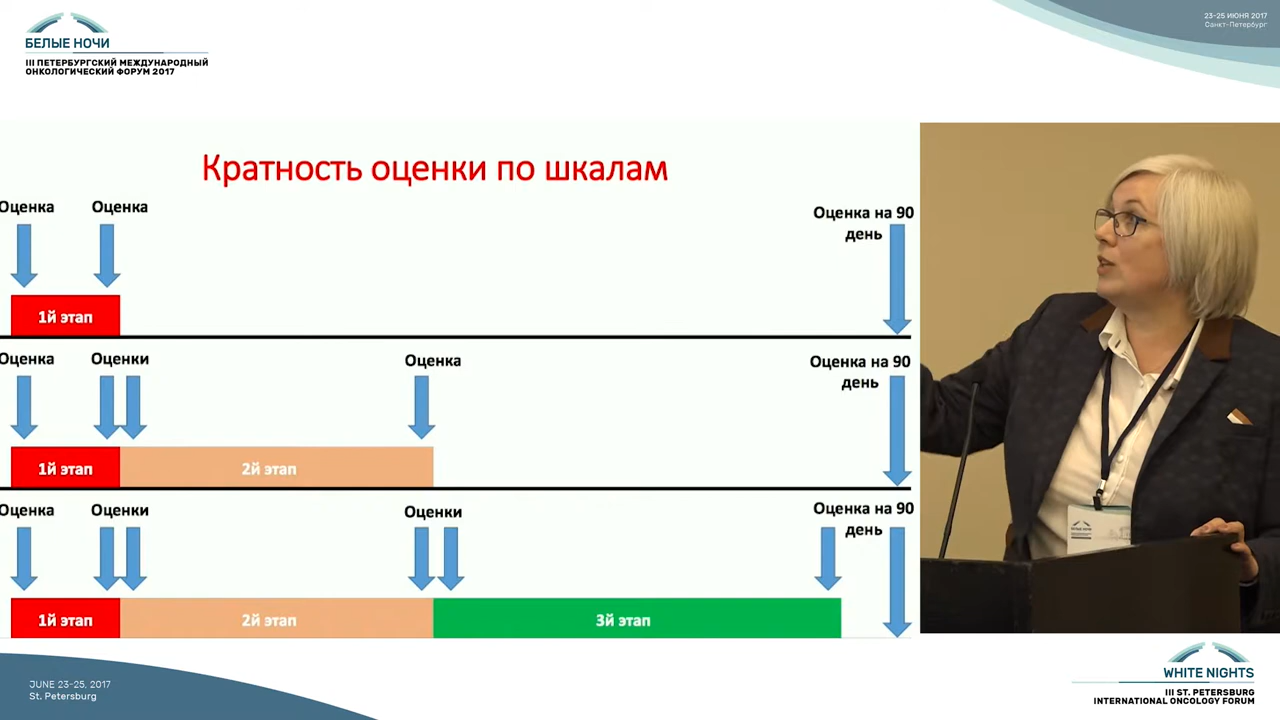 БЕЛЫЕ НОЧИ
III ПЕТЕРБУРГСКИЙ МЕЖДУНАРОДНЫЙ
ОНКОЛОГИЧЕСКИЙ ФОРУМ 2017
23-25 ИЮНЯ 2017
Санкт-Петербург
Кратность оценки по шкалам
Оценка
Оценка
Оценка на 90
день
1й этап
Оценка
Оценки
Оценка
Оценка на 90
день
1й этап
2й этап
Оценка
Оценки
Оценки
Оценка на 90
день
1й этап
2й этап
3й этап
БЕЛЫЕ НОЧИ
JUNE 23-25, 2017
St. Petersburg
WHITE NIGHTS
III ST. PETERSBURG
INTERNATIONAL ONCOLOGY FORUM